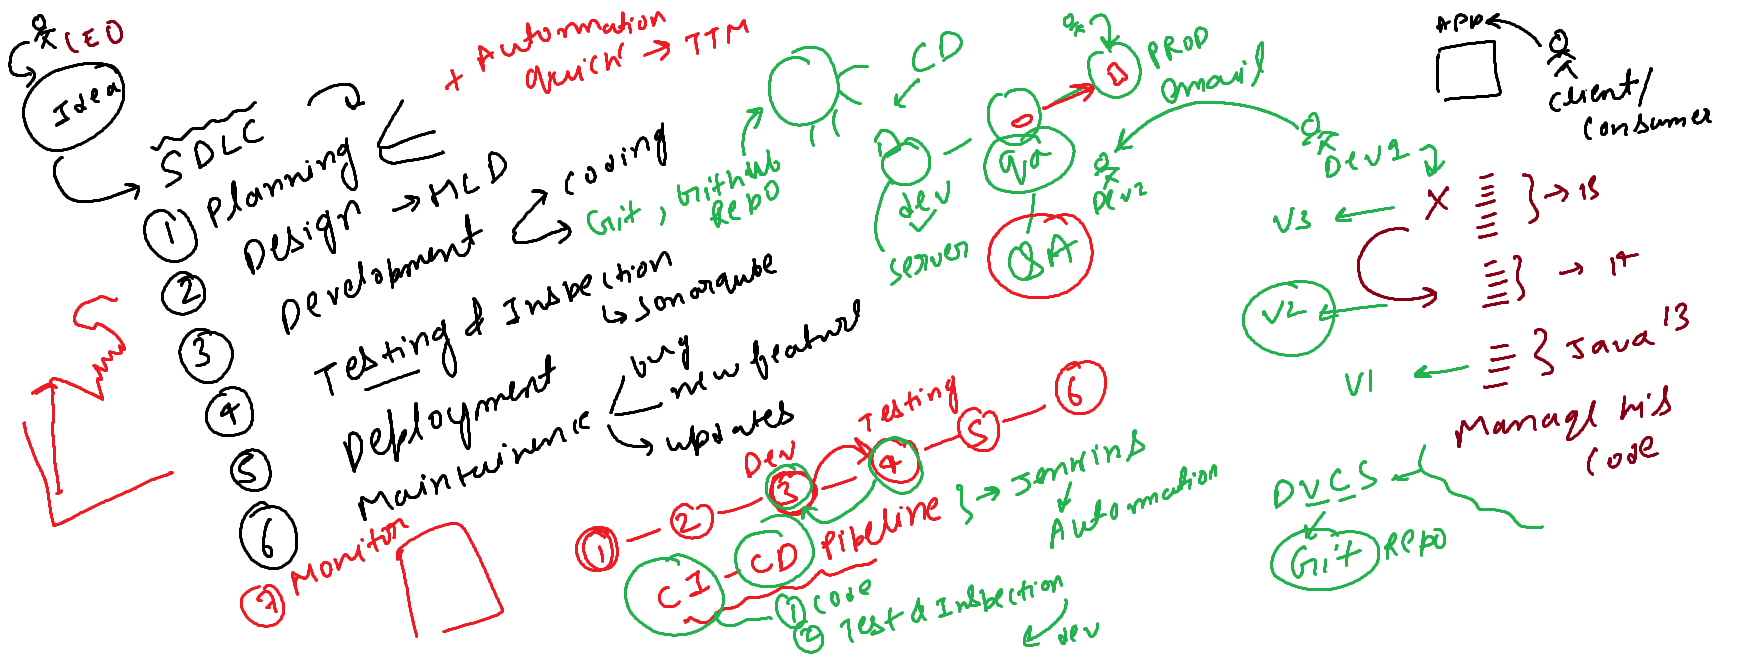 CEO
Idea
SDLC
+ Automation
quick → TTM
① Planning
② Design → HLD
③ Development
→ coding
→ Git, GitHub
Repo
④ Testing & Inspection
↳ Sonarqube
⑤ Deployment
⑥ Maintainence
bug
new feature
→ updates
⑦ Monitor
CD
dev
server
qa
Q&A
PROD
email
Dev2
Dev1
APP
Client/
Consumer
V3 ← X } → 15
V2 ← } → 14
V1 ← } Java 13
Manage his
Code
DVCS
Git Repo
① ② ③ ④ ⑤ ⑥
Dev
Testing
CI - CD Pipeline } → Jenkins
Automation
① Code
② Test & Inspection
dev